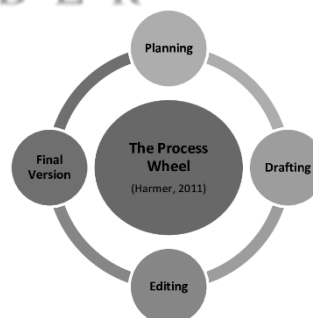 D E R
Planning
The Process
Wheel
(Harmer, 2011)
Final
Version
Drafting
Editing